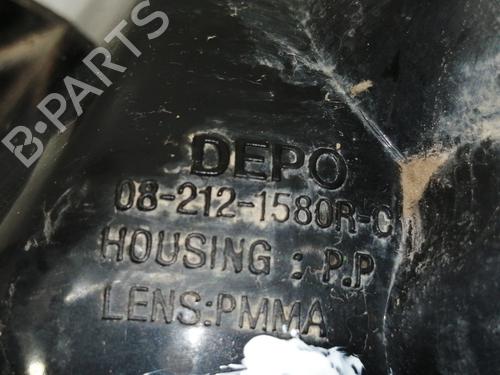 B-PARTS
DEPO
08-212-1580R-C
HOUSING : P.P
LENS:PMMA